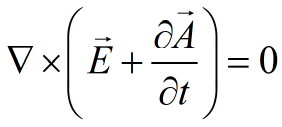 ∇ × ( E⃗ + ∂A⃗/∂t ) = 0